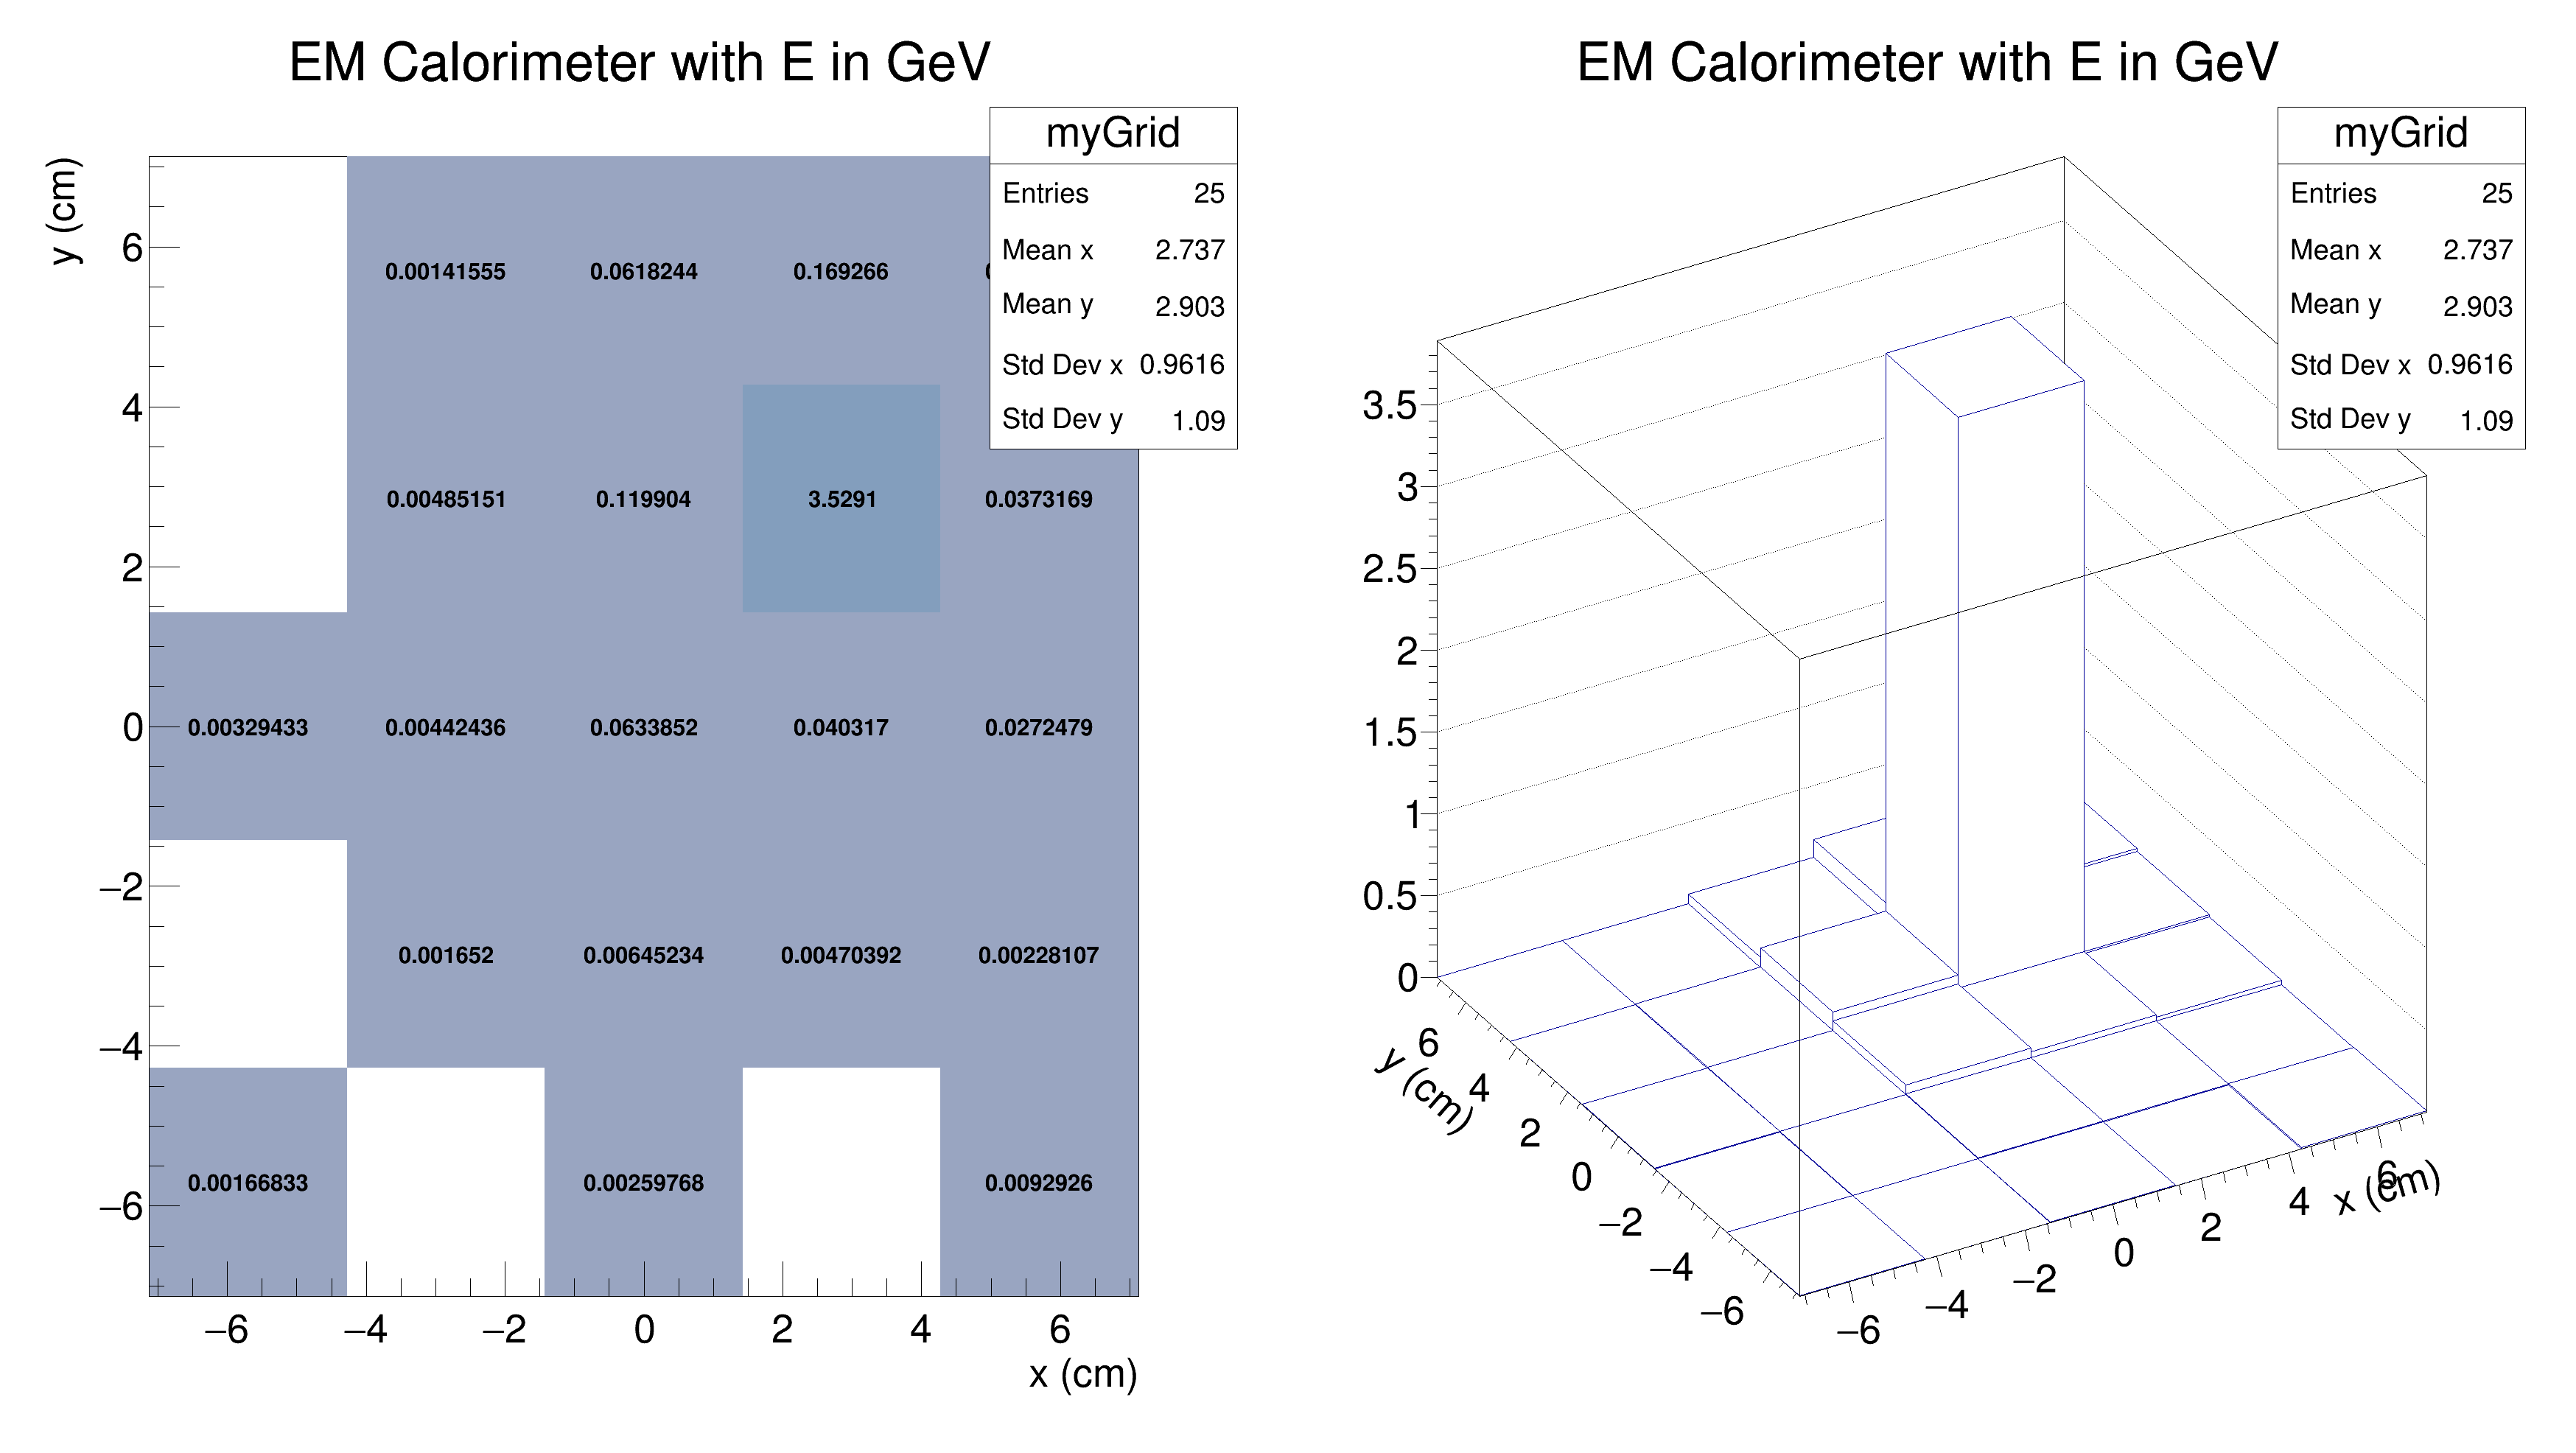 EM Calorimeter with E in GeV
myGrid
Entries 25
Mean x 2.737
Mean y 2.903
Std Dev x 0.9616
Std Dev y 1.09
y (cm)
6
4
2
0
−2
−4
−6
0.00141555 0.0618244 0.169266
0.00485151 0.119904 3.5291 0.0373169
0.00329433 0.00442436 0.0633852 0.040317 0.0272479
0.001652 0.00645234 0.00470392 0.00228107
0.00166833 0.00259768 0.0092926
−6 −4 −2 0 2 4 6
x (cm)
EM Calorimeter with E in GeV
myGrid
Entries 25
Mean x 2.737
Mean y 2.903
Std Dev x 0.9616
Std Dev y 1.09
3.5
3
2.5
2
1.5
1
0.5
0
6
4
2
0
−2
−4
−6
y (cm)
−6
−4
−2
0
2
4
6
x (cm)